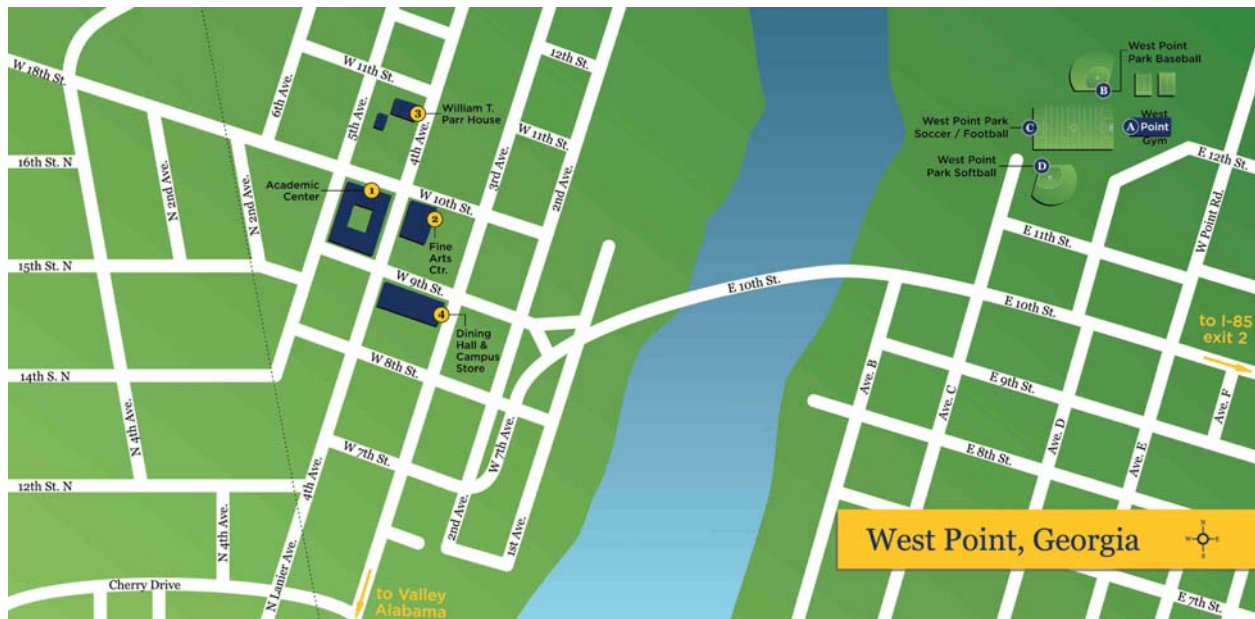 W 18th St.
6th Ave.
W 11th St.
5th Ave.
4th Ave.
3
William T.
Parr House
12th St.
W 11th St.
3rd Ave.
2nd Ave.
16th St. N
N 2nd Ave.
N 2nd Ave.
Academic
Center
1
W 10th St.
2
Fine
Arts
Ctr.
15th St. N
W 9th St.
4
Dining
Hall &
Campus
Store
W 8th St.
14th S. N
N 4th Ave.
W 7th St.
W 7th Ave.
12th St. N
4th Ave.
N 4th Ave.
2nd Ave.
1st Ave.
Cherry Drive
N Lanier Ave.
to Valley
Alabama
E 10th St.
West Point
Park Baseball
B
West Point Park
Soccer / Football
C
A
West
Point
Gym
West Point
Park Softball
D
E 12th St.
W Point Rd.
E 11th St.
E 10th St.
to I-85
exit 2
Ave. B
Ave. C
E 9th St.
Ave. D
Ave. F
E 8th St.
Ave. E
West Point, Georgia
N
W
E
S
E 7th St.